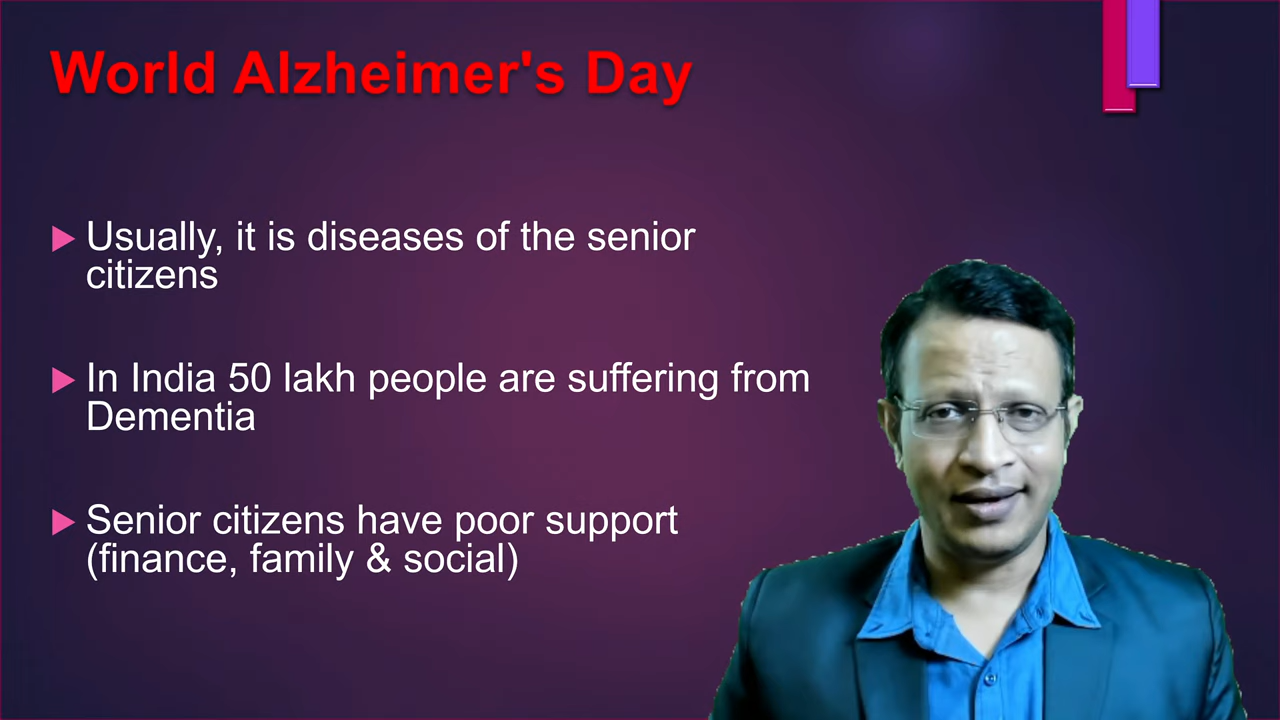 World Alzheimer's Day
Usually, it is diseases of the senior
citizens
In India 50 lakh people are suffering from
Dementia
Senior citizens have poor support
(finance, family & social)